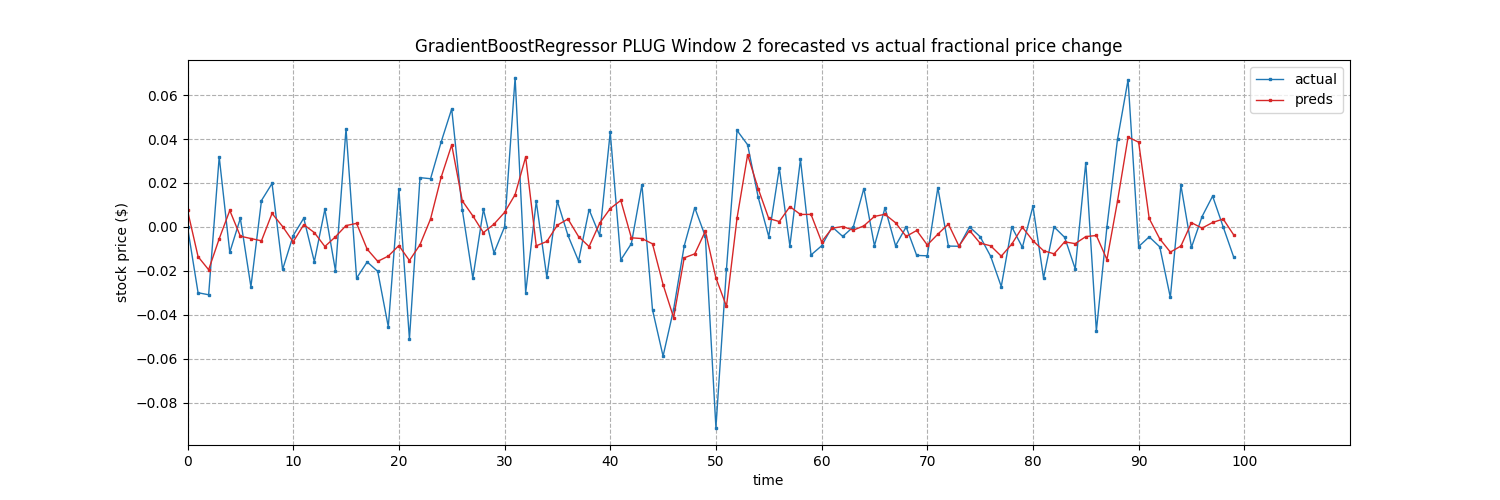 GradientBoostRegressor PLUG Window 2 forecasted vs actual fractional price change
actual
preds
stock price ($)
0.06
0.04
0.02
0.00
−0.02
−0.04
−0.06
−0.08
0 10 20 30 40 50 60 70 80 90 100
time